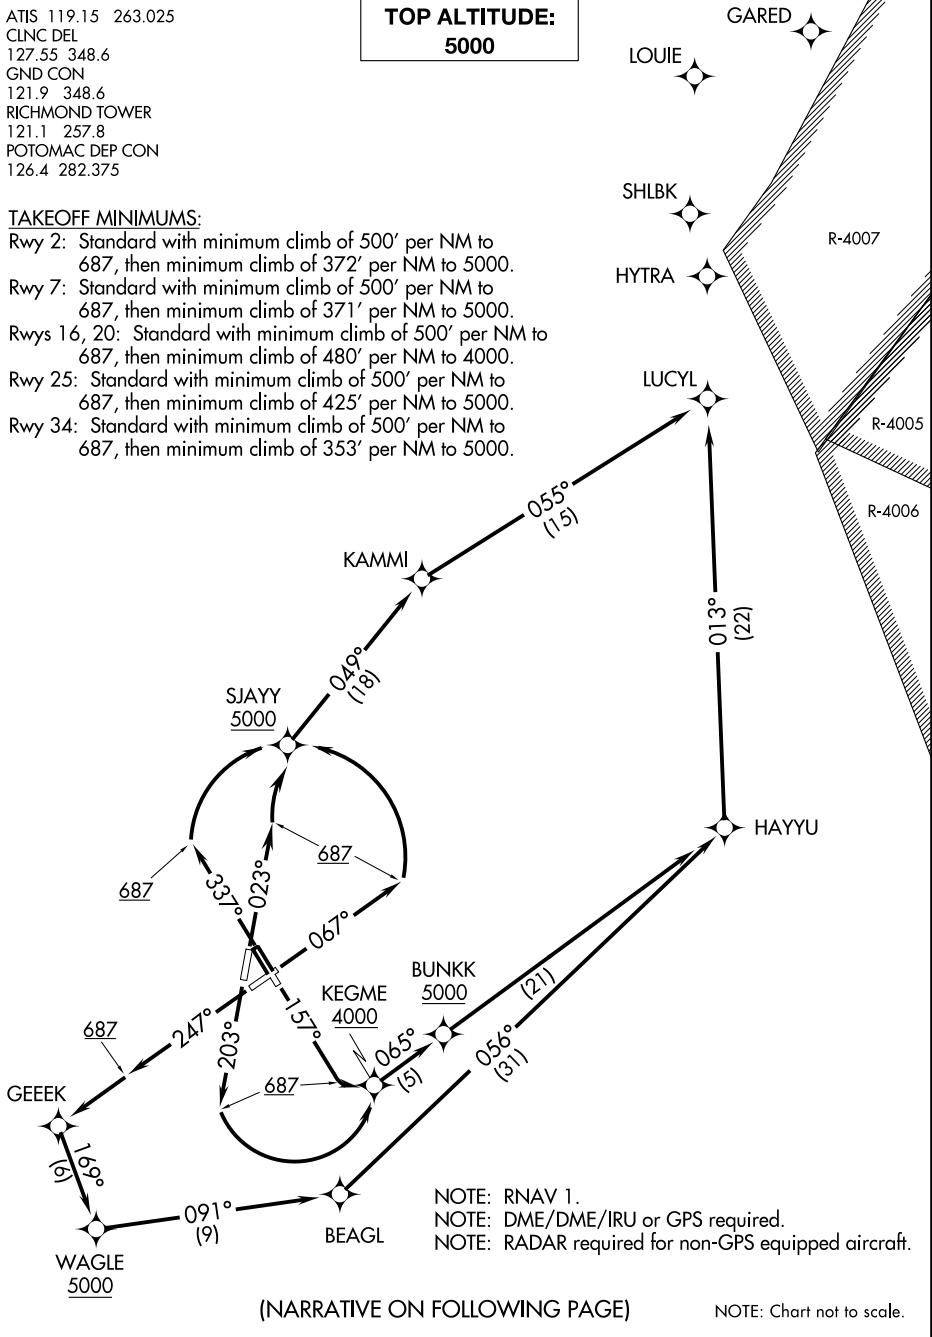 ATIS 119.15 263.025
CLNC DEL
127.55 348.6
GND CON
121.9 348.6
RICHMOND TOWER
121.1 257.8
POTOMAC DEP CON
126.4 282.375
TOP ALTITUDE:
5000
GARED
LOUIE
SHLBK
HYTRA
R-4007
TAKEOFF MINIMUMS:
Rwy 2: Standard with minimum climb of 500' per NM to
687, then minimum climb of 372' per NM to 5000.
Rwy 7: Standard with minimum climb of 500' per NM to
687, then minimum climb of 371' per NM to 5000.
Rwys 16, 20: Standard with minimum climb of 500' per NM to
687, then minimum climb of 480' per NM to 4000.
Rwy 25: Standard with minimum climb of 500' per NM to
687, then minimum climb of 425' per NM to 5000.
Rwy 34: Standard with minimum climb of 500' per NM to
687, then minimum climb of 353' per NM to 5000.
LUCYL
R-4005
R-4006
055°
(15)
KAMMI
013°
(22)
049°
(18)
SJAYY
5000
HAYYU
687
687
337°
023°
067°
BUNKK
5000
(21)
KEGME
4000
247°
203°
157°
065°
(5)
056°
(31)
687
687
GEEEK
169°
(6)
091°
(9)
WAGLE
5000
BEAGL
NOTE: RNAV 1.
NOTE: DME/DME/IRU or GPS required.
NOTE: RADAR required for non-GPS equipped aircraft.
(NARRATIVE ON FOLLOWING PAGE)
NOTE: Chart not to scale.